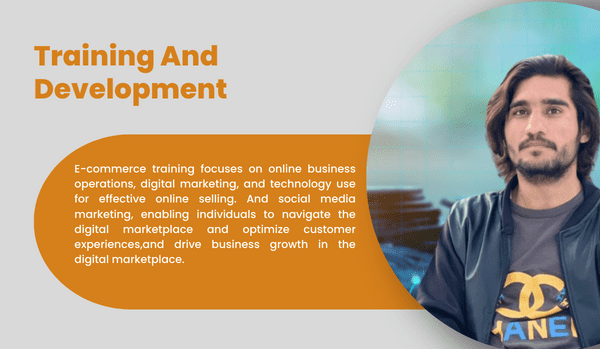 Training And
Development
E-commerce training focuses on online business
operations, digital marketing, and technology use
for effective online selling. And social media
marketing, enabling individuals to navigate the
digital marketplace and optimize customer
experiences,and drive business growth in the
digital marketplace.
HANEL